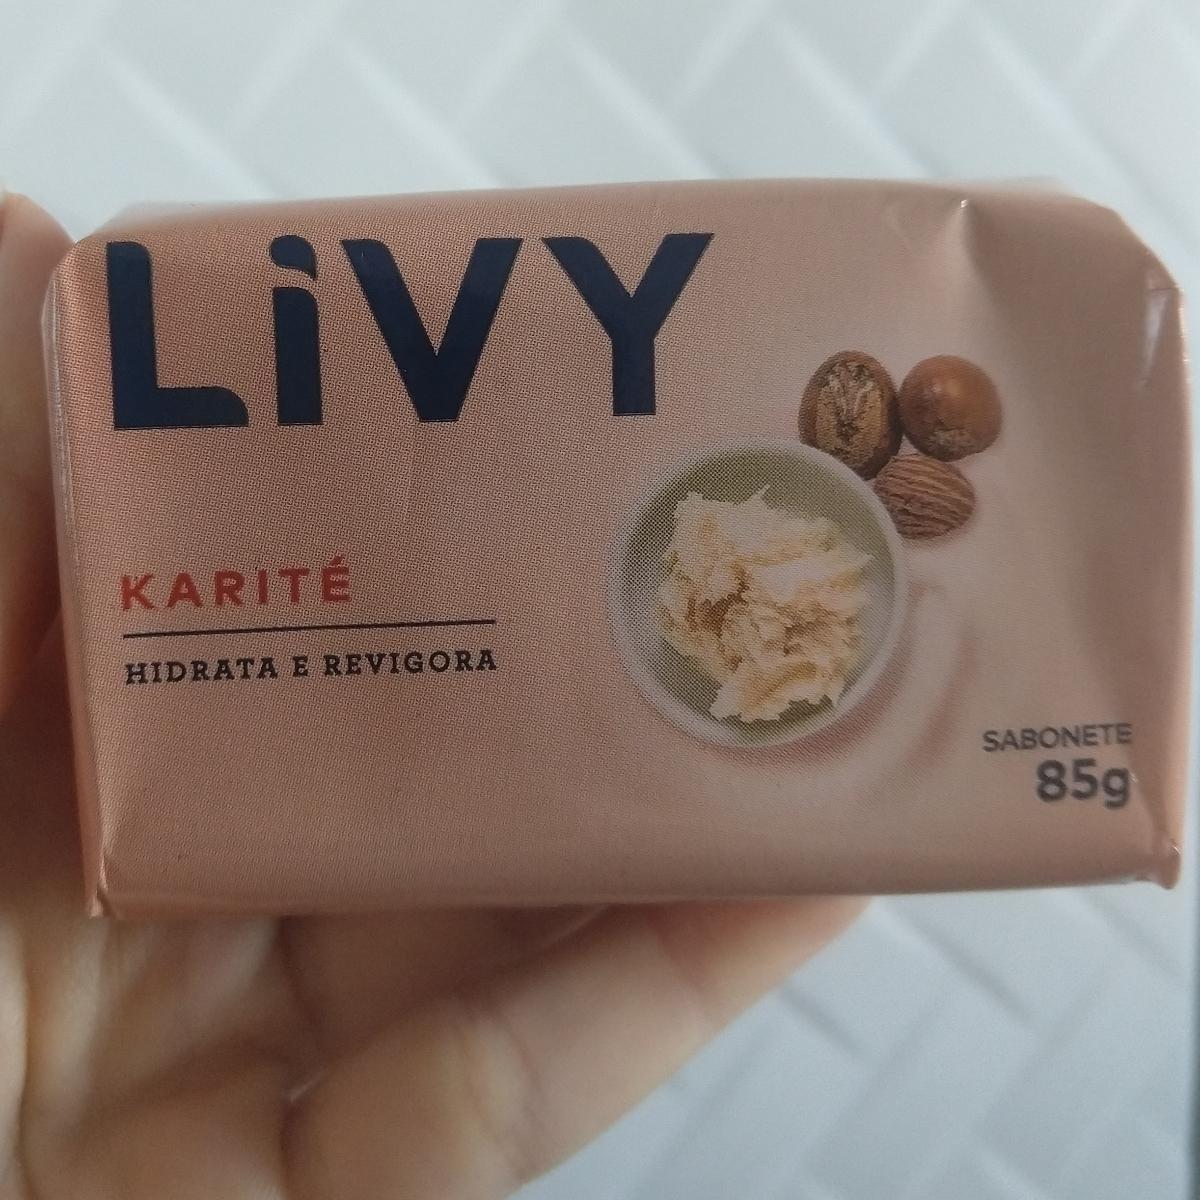 LiVY
KARITÉ
HIDRATA E REVIGORA
SABONETE
85g